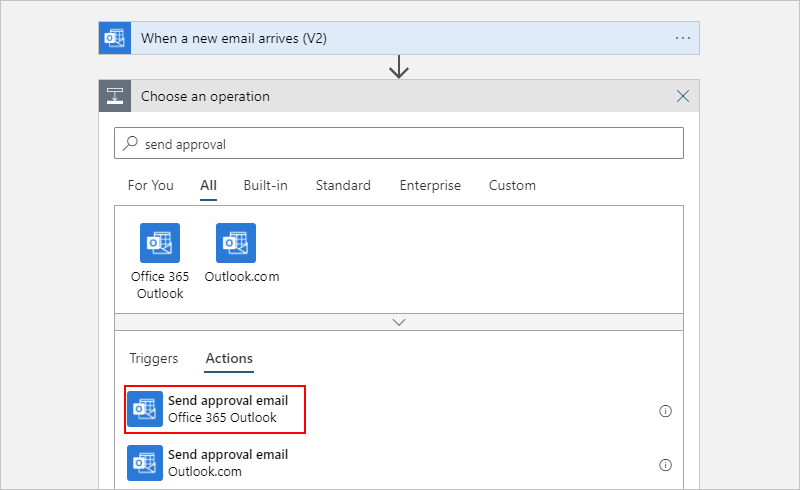 When a new email arrives (V2)
Choose an operation
send approval
For You All Built-in Standard Enterprise Custom
Office 365
Outlook
Outlook.com
Triggers Actions
Send approval email
Office 365 Outlook
Send approval email
Outlook.com